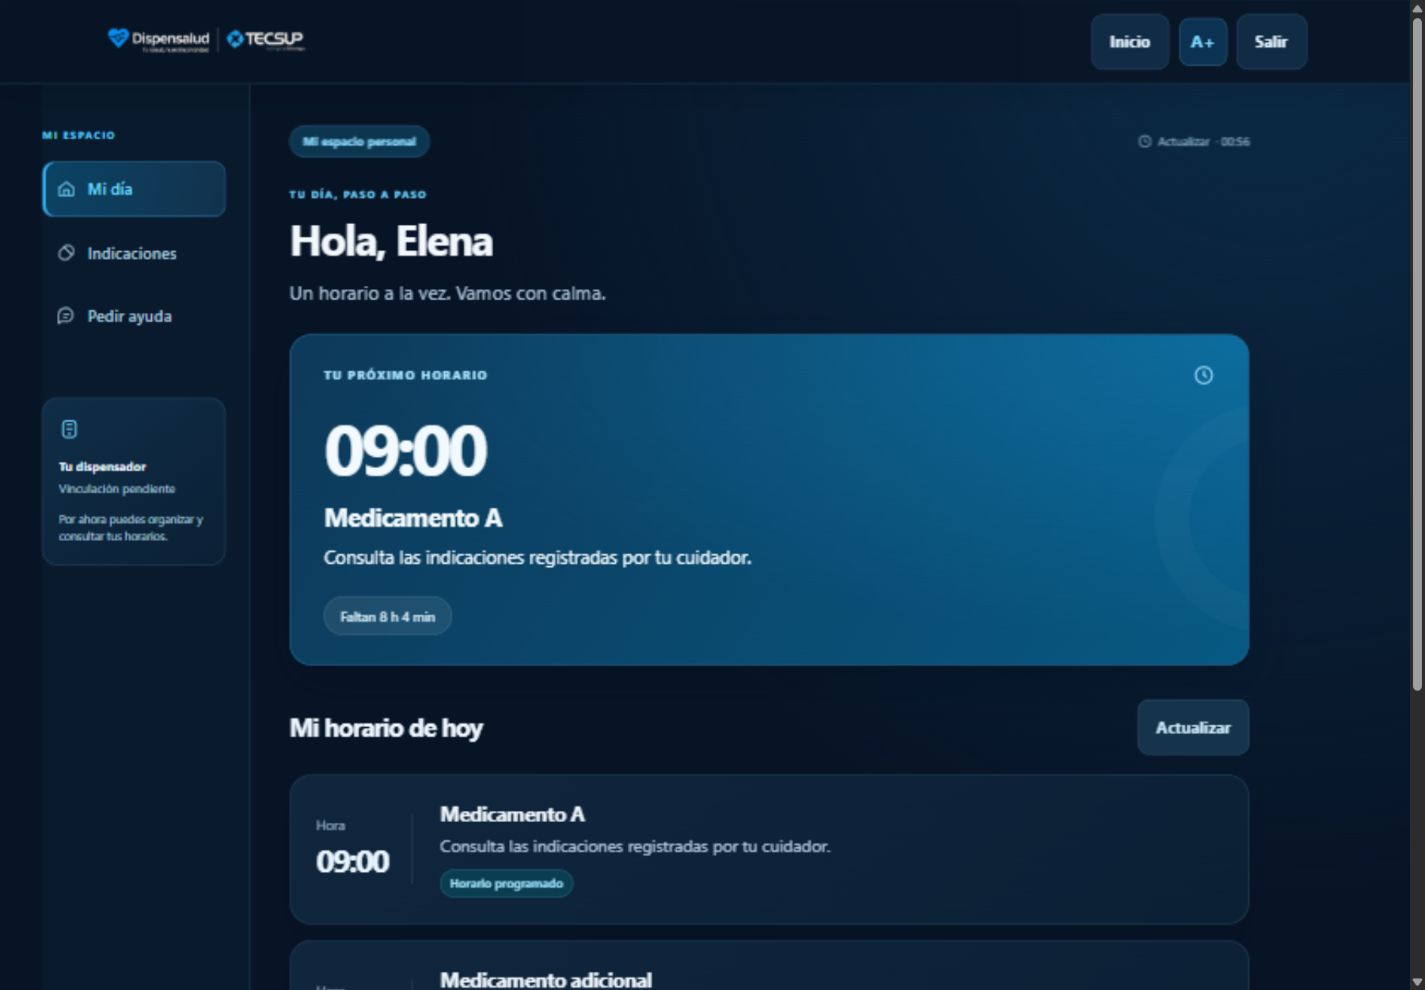 Dispensalud
TECSUP
Inicio
A+
Salir
MI ESPACIO
Mi día
Indicaciones
Pedir ayuda
Tu dispensador
Vinculación pendiente
Por ahora puedes organizar y
consultar tus horarios.
Mi espacio personal
Actualizar · 00:56
TU DÍA, PASO A PASO
Hola, Elena
Un horario a la vez. Vamos con calma.
TU PRÓXIMO HORARIO
09:00
Medicamento A
Consulta las indicaciones registradas por tu cuidador.
Faltan 8 h 4 min
Mi horario de hoy
Actualizar
Hora
09:00
Medicamento A
Consulta las indicaciones registradas por tu cuidador.
Horario programado
Medicamento adicional